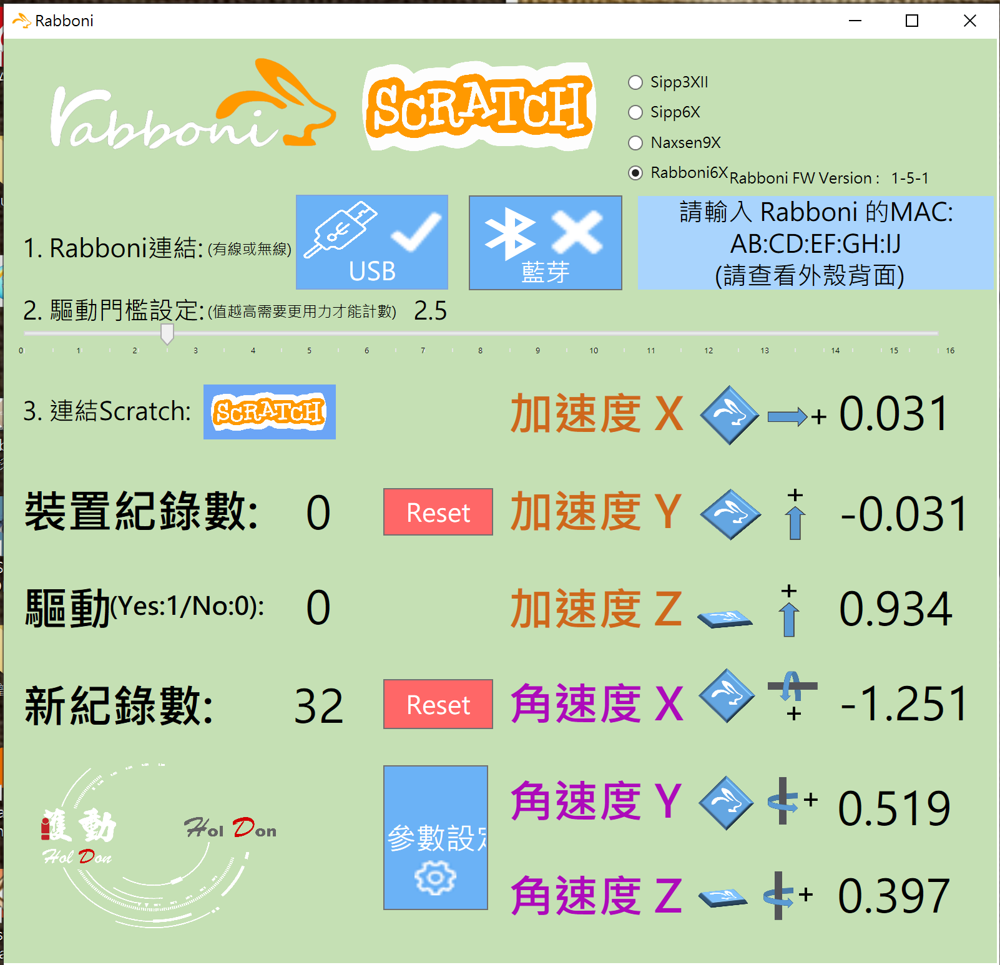 Rabboni
rabboni
SCRATCH
Sipp3XII
Sipp6X
Naxsen9X
Rabboni6X
Rabboni FW Version : 1-5-1
1. Rabboni連結: (有線或無線)
USB
藍芽
請輸入 Rabboni 的MAC:
AB:CD:EF:GH:IJ
(請查看外殼背面)
2. 驅動門檻設定: (值越高需要更用力才能計數) 2.5
0 1 2 3 4 5 6 7 8 9 10 11 12 13 14 15 16
3. 連結Scratch:
SCRATCH
加速度 X + 0.031
裝置紀錄數: 0
Reset
加速度 Y + -0.031
驅動(Yes:1/No:0): 0
加速度 Z + 0.934
新紀錄數: 32
Reset
角速度 X + -1.251
角速度 Y + 0.519
參數設定
角速度 Z + 0.397
動
Hol Don
Hol Don